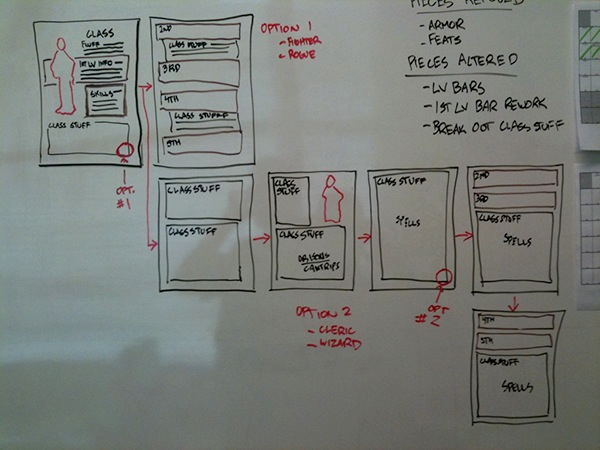 CLASS
FLUFF
1ST LV INFO
SKILLS
CLASS STUFF
OPT.
#1
2ND
CLASS STUFF
3RD
4TH
CLASS STUFF
5TH
OPTION 1
- FIGHTER
- ROGUE
- ARMOR
- FEATS
PIECES ALTERED
- LV BARS
- 1ST LV BAR REWORK
- BREAK OUT CLASS STUFF
CLASS STUFF
CLASS STUFF
CLASS
STUFF
CLASS STUFF
ORISONS
CANTRIPS
OPTION 2
- CLERIC
- WIZARD
CLASS STUFF
SPELLS
OPT
#2
2ND
3RD
CLASS STUFF
SPELLS
4TH
5TH
CLASS STUFF
SPELLS